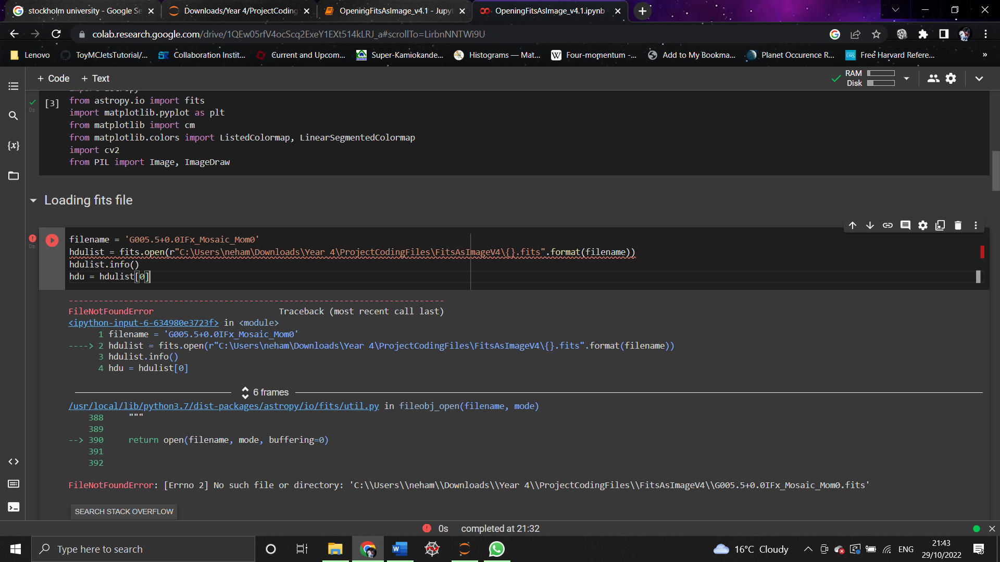 stockholm university - Google Se
Downloads/Year 4/ProjectCoding
OpeningFitsAsImage_v4.1 - Jupyt
OpeningFitsAsImage_v4.1.ipynb
colab.research.google.com/drive/1QEw05rfV4ocScq2ExeY1EXt514kLRJ_a#scrollTo=LirbnNNTWi9U
Lenovo
ToyMCJetsTutorial/...
Collaboration Instit...
Current and Upcom...
Super-Kamiokande...
Histograms — Mat...
Four-momentum -...
Add to My Bookma...
Planet Occurence R...
Free Harvard Refere...
»
+ Code + Text
RAM
Disk
import astropy
[3] from astropy.io import fits
0s
import matplotlib.pyplot as plt
from matplotlib import cm
from matplotlib.colors import ListedColormap, LinearSegmentedColormap
import cv2
from PIL import Image, ImageDraw
{x}
Loading fits file
filename = 'G005.5+0.0IFx_Mosaic_Mom0'
0s
hdulist = fits.open(r"C:\Users\neham\Downloads\Year 4\ProjectCodingFiles\FitsAsImageV4\{}.fits".format(filename))
hdulist.info()
hdu = hdulist[0]
---------------------------------------------------------------------------
FileNotFoundError Traceback (most recent call last)
<ipython-input-6-634980e3723f> in <module>
1 filename = 'G005.5+0.0IFx_Mosaic_Mom0'
----> 2 hdulist = fits.open(r"C:\Users\neham\Downloads\Year 4\ProjectCodingFiles\FitsAsImageV4\{}.fits".format(filename))
3 hdulist.info()
4 hdu = hdulist[0]
6 frames
/usr/local/lib/python3.7/dist-packages/astropy/io/fits/util.py in fileobj_open(filename, mode)
388 """
389
--> 390 return open(filename, mode, buffering=0)
391
392
FileNotFoundError: [Errno 2] No such file or directory: 'C:\\Users\\neham\\Downloads\\Year 4\\ProjectCodingFiles\\FitsAsImageV4\\G005.5+0.0IFx_Mosaic_Mom0.fits'
SEARCH STACK OVERFLOW
0s completed at 21:32
Type here to search
16°C Cloudy
ENG
21:43
29/10/2022